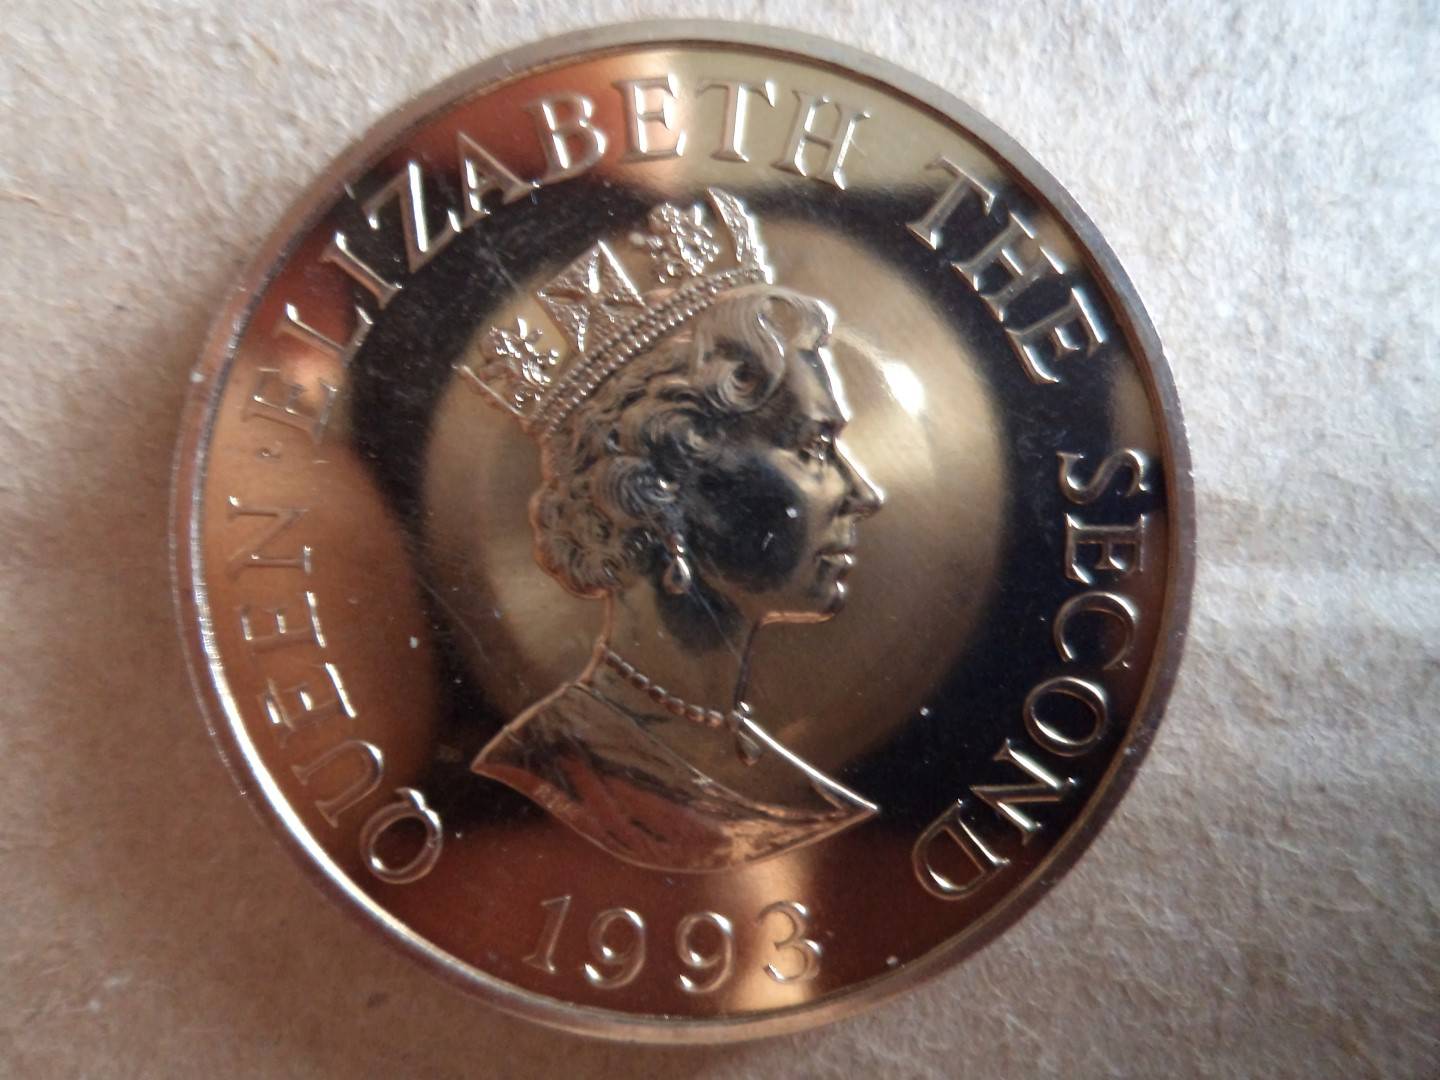 QUEEN ELIZABETH THE SECOND
1993